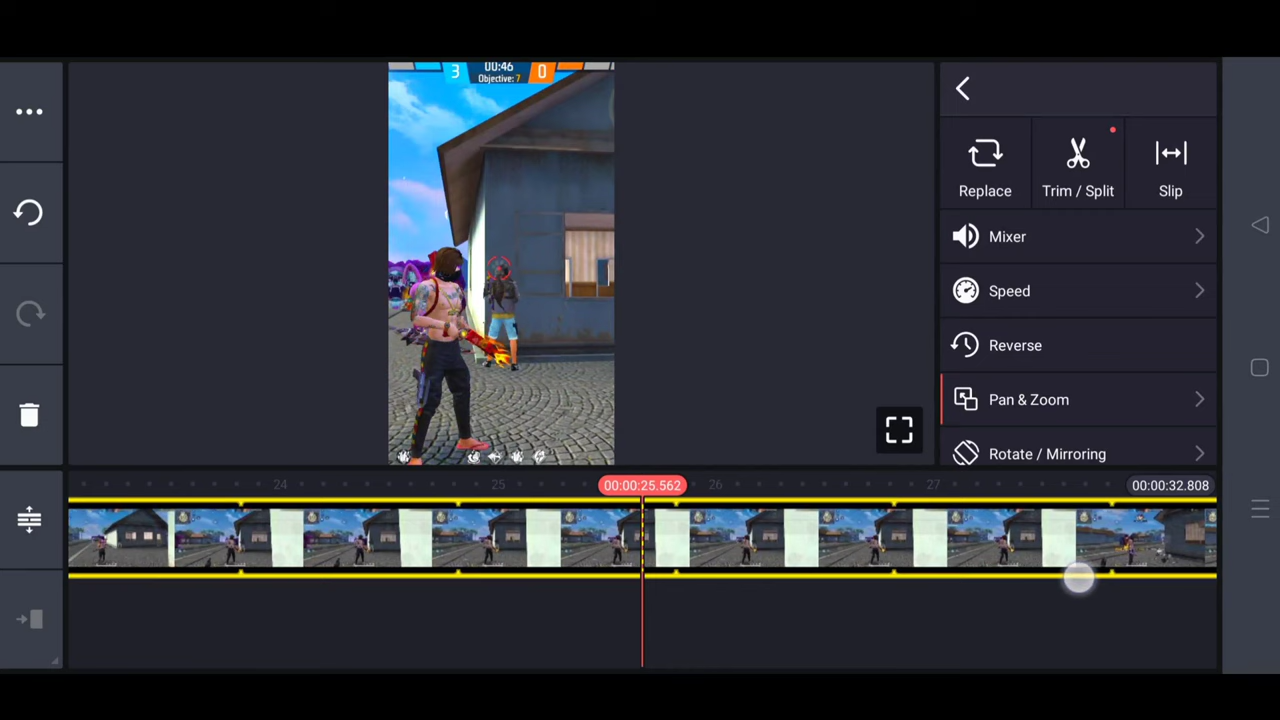 3 00:46 0
Objective: 7
Replace Trim / Split Slip
Mixer
Speed
Reverse
Pan & Zoom
Rotate / Mirroring
24 25 00:00:25.562 26 27 00:00:32.808